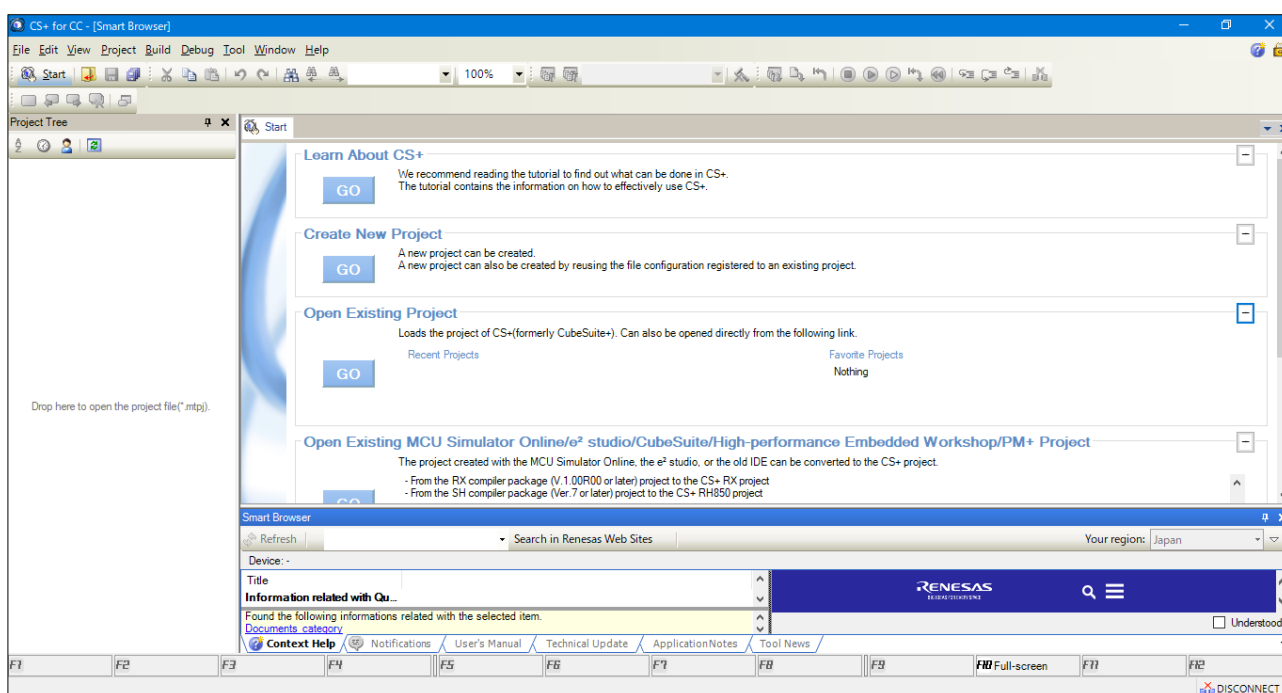 CS+ for CC - [Smart Browser]
File Edit View Project Build Debug Tool Window Help
Start 100%
Project Tree
Start
Learn About CS+
GO
We recommend reading the tutorial to find out what can be done in CS+.
The tutorial contains the information on how to effectively use CS+.
Create New Project
GO
A new project can be created.
A new project can also be created by reusing the file configuration registered to an existing project.
Open Existing Project
Loads the project of CS+(formerly CubeSuite+). Can also be opened directly from the following link.
Recent Projects Favorite Projects
GO
Nothing
Drop here to open the project file(*.mtpj).
Open Existing MCU Simulator Online/e² studio/CubeSuite/High-performance Embedded Workshop/PM+ Project
The project created with the MCU Simulator Online, the e² studio, or the old IDE can be converted to the CS+ project.
- From the RX compiler package (V.1.00R00 or later) project to the CS+ RX project
- From the SH compiler package (Ver.7 or later) project to the CS+ RH850 project
GO
Smart Browser
Refresh Search in Renesas Web Sites Your region: Japan
Device: -
Title
Information related with Qu...
RENESAS
Found the following informations related with the selected item.
Documents category
Understood
Context Help Notifications User's Manual Technical Update ApplicationNotes Tool News
F1 F2 F3 F4 F5 F6 F7 F8 F9 F10 Full-screen F11 F12
DISCONNECT